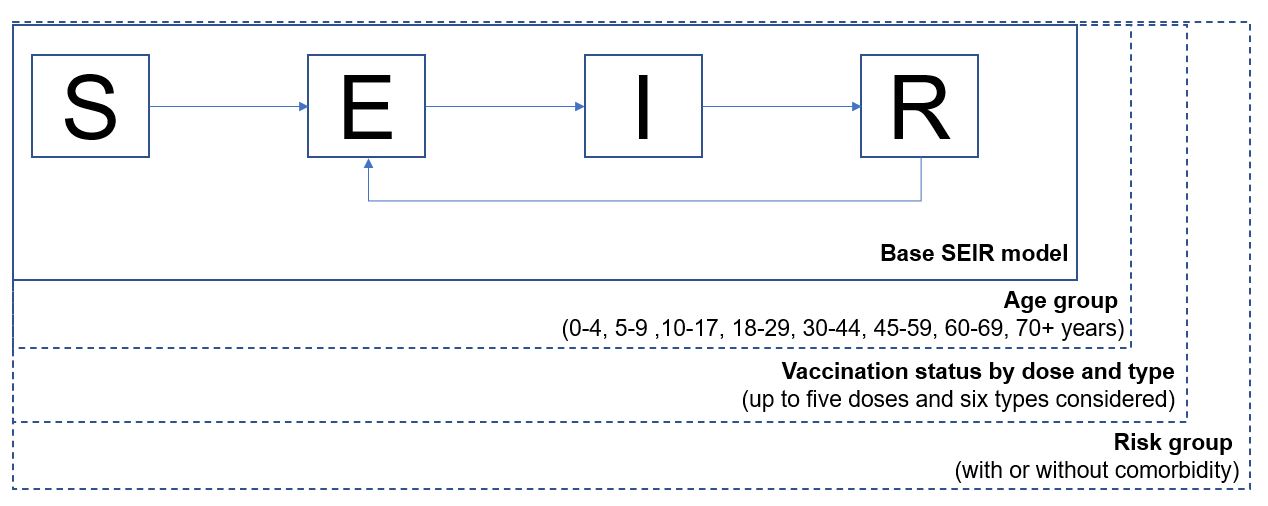 S E I R
Base SEIR model
Age group
(0-4, 5-9 ,10-17, 18-29, 30-44, 45-59, 60-69, 70+ years)
Vaccination status by dose and type
(up to five doses and six types considered)
Risk group
(with or without comorbidity)